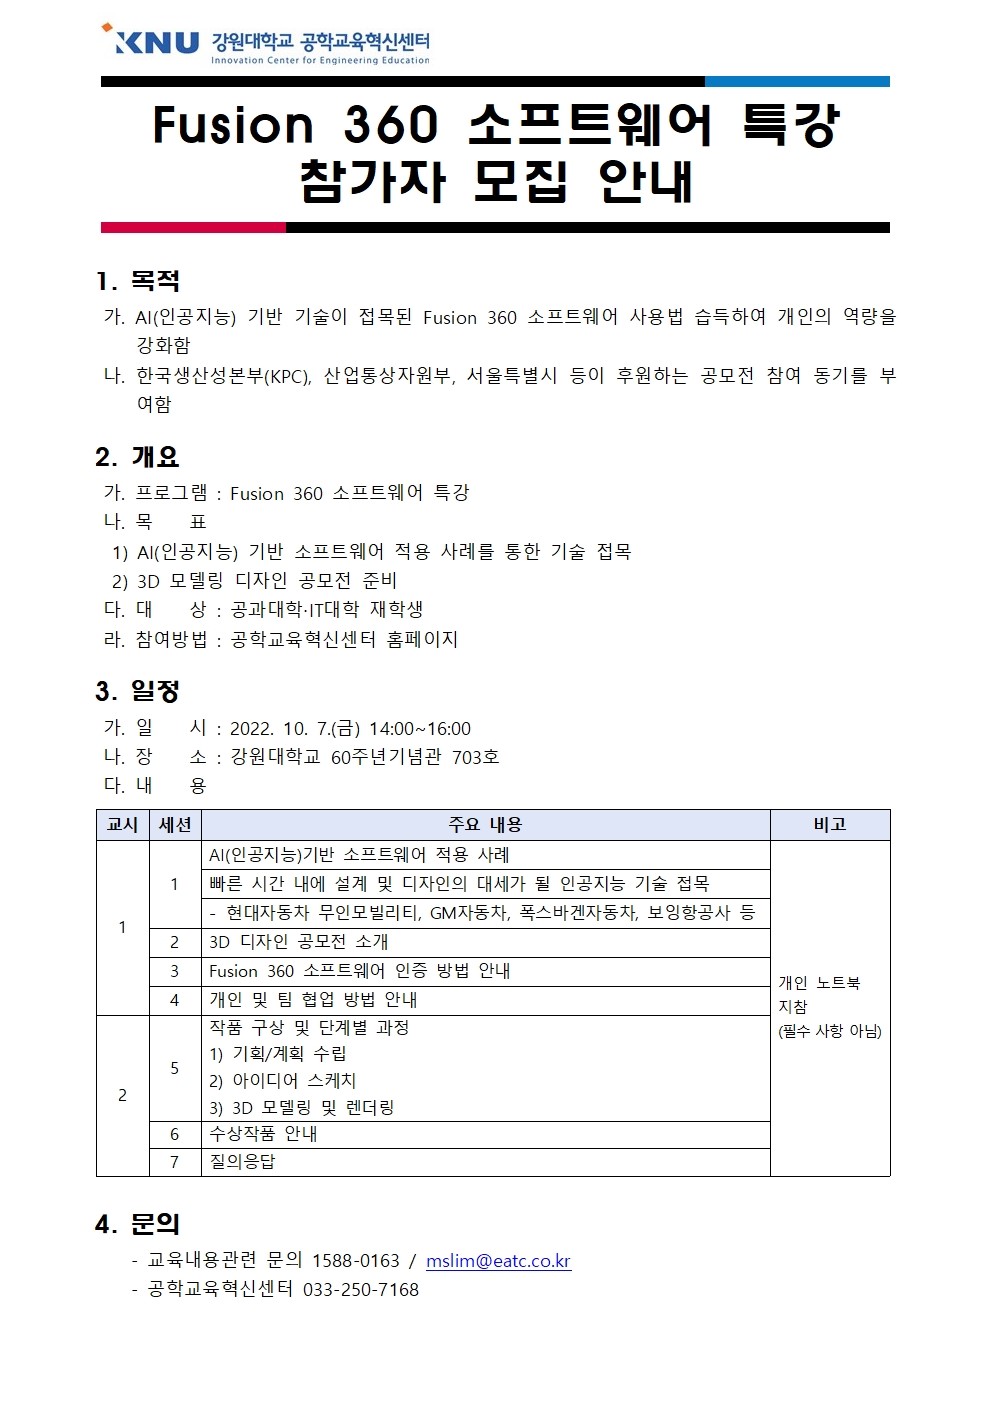 KNU 강원대학교 공학교육혁신센터
Innovation Center for Engineering Education
Fusion 360 소프트웨어 특강
참가자 모집 안내
1. 목적
가. AI(인공지능) 기반 기술이 접목된 Fusion 360 소프트웨어 사용법 습득하여 개인의 역량을
강화함
나. 한국생산성본부(KPC), 산업통상자원부, 서울특별시 등이 후원하는 공모전 참여 동기를 부
여함
2. 개요
가. 프로그램 : Fusion 360 소프트웨어 특강
나. 목 표
1) AI(인공지능) 기반 소프트웨어 적용 사례를 통한 기술 접목
2) 3D 모델링 디자인 공모전 준비
다. 대 상 : 공과대학·IT대학 재학생
라. 참여방법 : 공학교육혁신센터 홈페이지
3. 일정
가. 일 시 : 2022. 10. 7.(금) 14:00~16:00
나. 장 소 : 강원대학교 60주년기념관 703호
다. 내 용
교시 세션 주요 내용 비고
1
1
AI(인공지능)기반 소프트웨어 적용 사례
빠른 시간 내에 설계 및 디자인의 대세가 될 인공지능 기술 접목
- 현대자동차 무인모빌리티, GM자동차, 폭스바겐자동차, 보잉항공사 등
2 3D 디자인 공모전 소개
3 Fusion 360 소프트웨어 인증 방법 안내
4 개인 및 팀 협업 방법 안내
2
5
작품 구상 및 단계별 과정
1) 기획/계획 수립
2) 아이디어 스케치
3) 3D 모델링 및 렌더링
6 수상작품 안내
7 질의응답
개인 노트북
지참
(필수 사항 아님)
4. 문의
- 교육내용관련 문의 1588-0163 / mslim@eatc.co.kr
- 공학교육혁신센터 033-250-7168